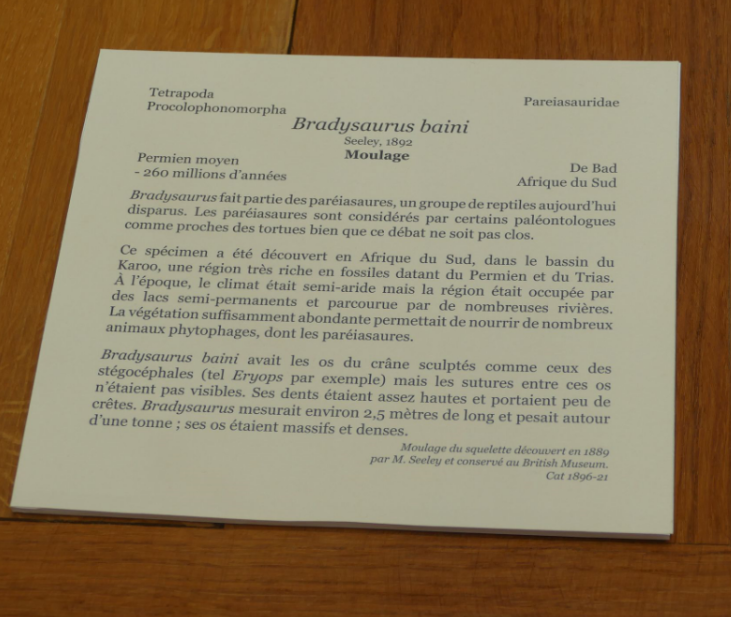 Tetrapoda
Procolophonomorpha
Pareiasauridae
Bradysaurus baini
Seeley, 1892
Moulage
Permien moyen
- 260 millions d'années
De Bad
Afrique du Sud
Bradysaurus fait partie des paréiasaures, un groupe de reptiles aujourd'hui
disparus. Les paréiasaures sont considérés par certains paléontologues
comme proches des tortues bien que ce débat ne soit pas clos.
Ce spécimen a été découvert en Afrique du Sud, dans le bassin du
Karoo, une région très riche en fossiles datant du Permien et du Trias.
À l'époque, le climat était semi-aride mais la région était occupée par
des lacs semi-permanents et parcourue par de nombreuses rivières.
La végétation suffisamment abondante permettait de nourrir de nombreux
animaux phytophages, dont les paréiasaures.
Bradysaurus baini avait les os du crâne sculptés comme ceux des
stégocéphales (tel Eryops par exemple) mais les sutures entre ces os
n'étaient pas visibles. Ses dents étaient assez hautes et portaient peu de
crêtes. Bradysaurus mesurait environ 2,5 mètres de long et pesait autour
d'une tonne ; ses os étaient massifs et denses.
Moulage du squelette découvert en 1889
par M. Seeley et conservé au British Museum.
Cat 1896-21